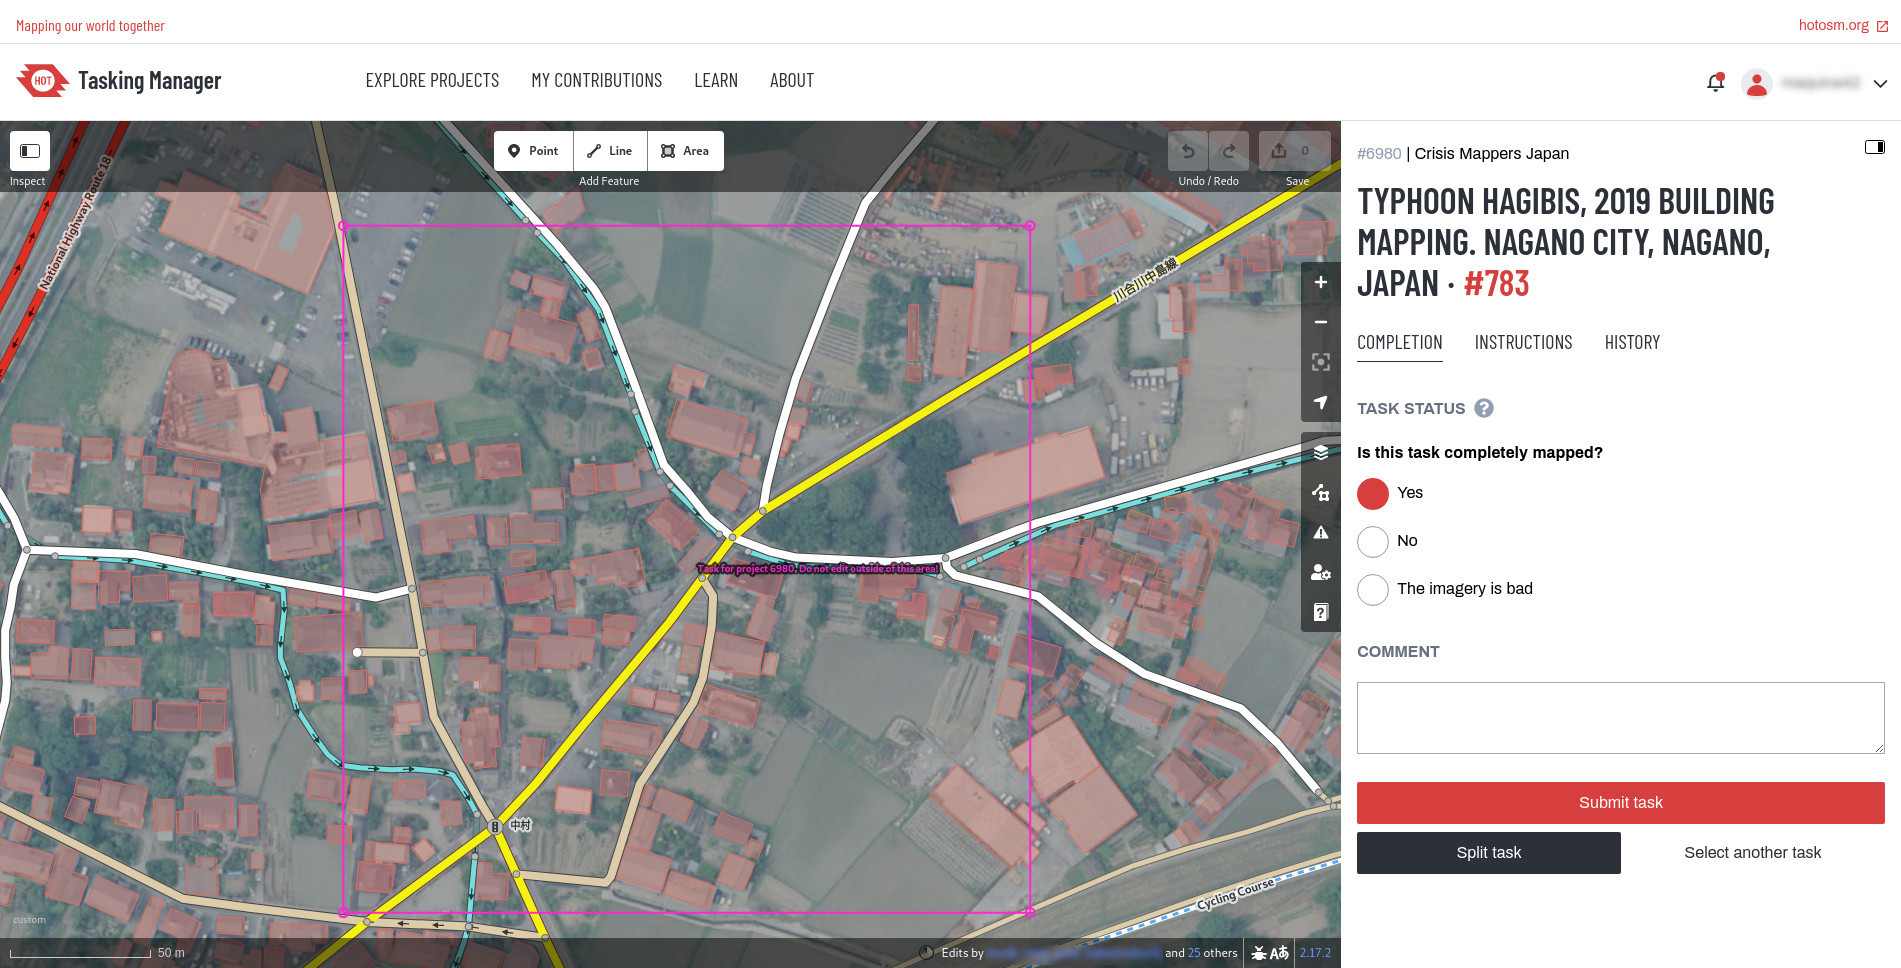 Mapping our world together
hotosm.org
HOT
Tasking Manager
EXPLORE PROJECTS
MY CONTRIBUTIONS
LEARN
ABOUT
Inspect
Point
Line
Area
Add Feature
Undo / Redo
0
Save
National Highway Route 18
川合川中島線
Task for project 6980. Do not edit outside of this area!
中村
Cycling Course
custom
50 m
Edits by
and 25 others
2.17.2
#6980 | Crisis Mappers Japan
TYPHOON HAGIBIS, 2019 BUILDING
MAPPING. NAGANO CITY, NAGANO,
JAPAN · #783
COMPLETION
INSTRUCTIONS
HISTORY
TASK STATUS ?
Is this task completely mapped?
Yes
No
The imagery is bad
COMMENT
Submit task
Split task
Select another task